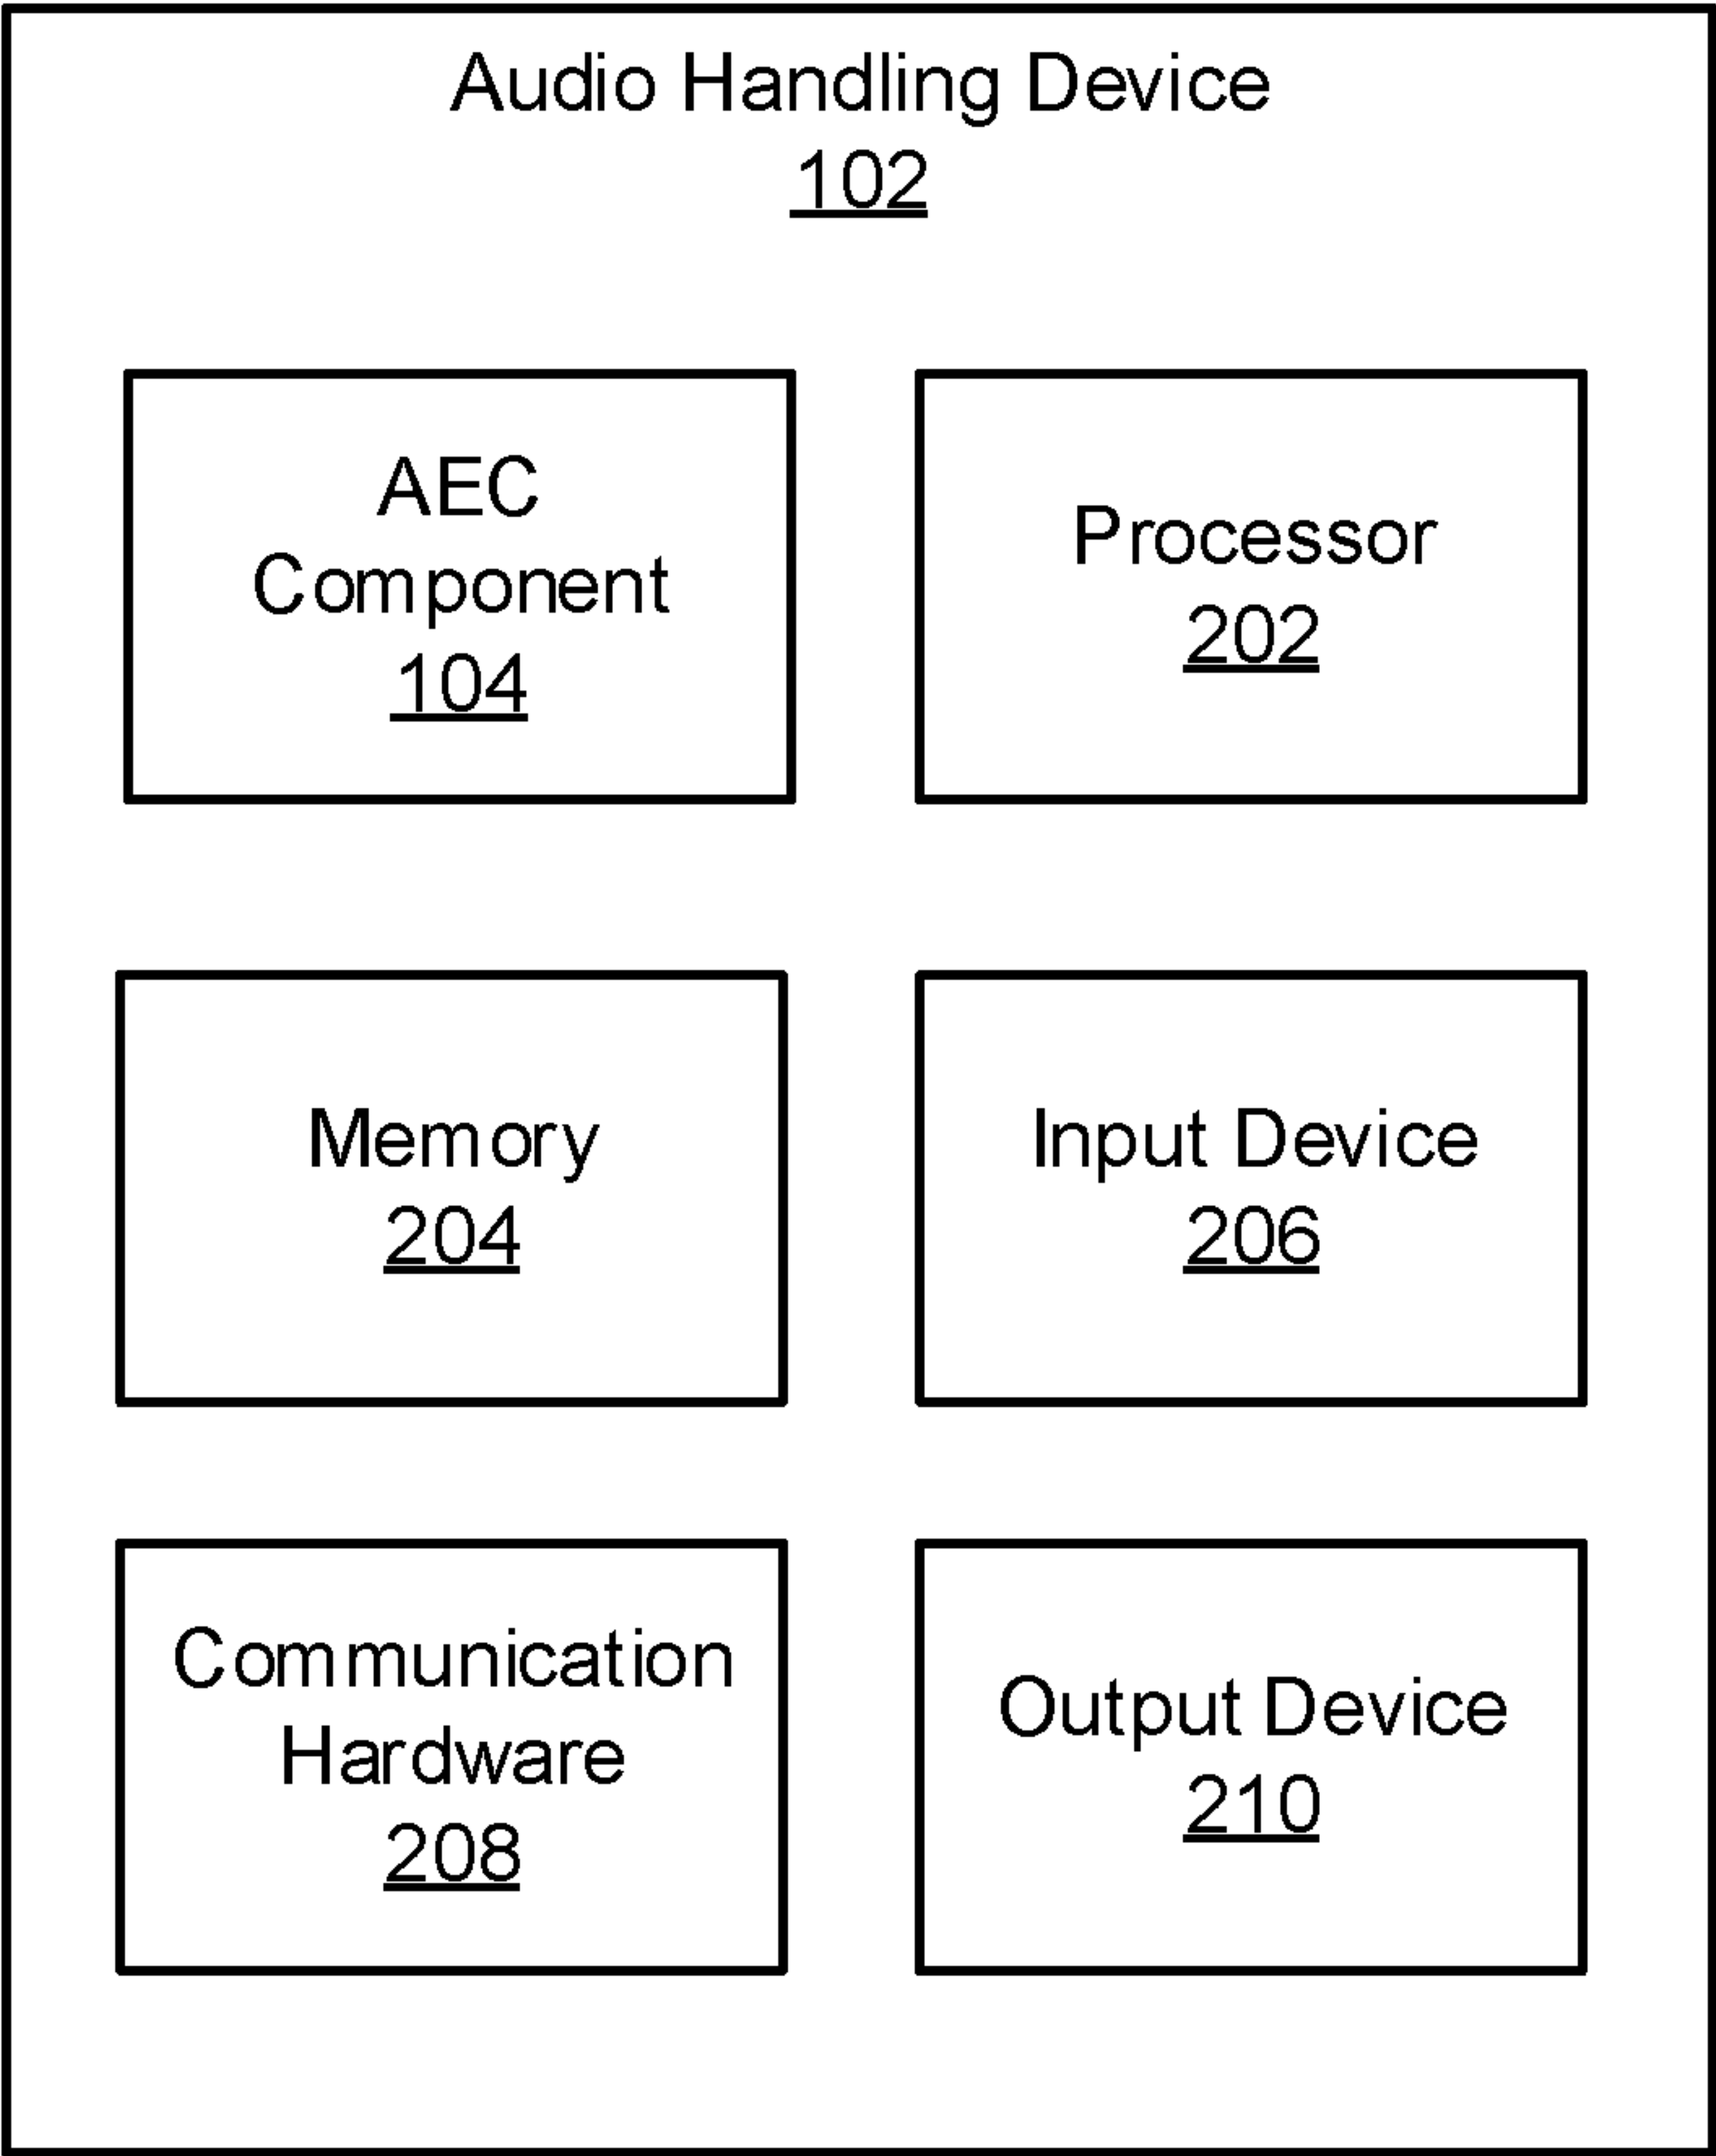 Audio Handling Device
102
AEC
Component
104
Processor
202
Memory
204
Input Device
206
Communication
Hardware
208
Output Device
210